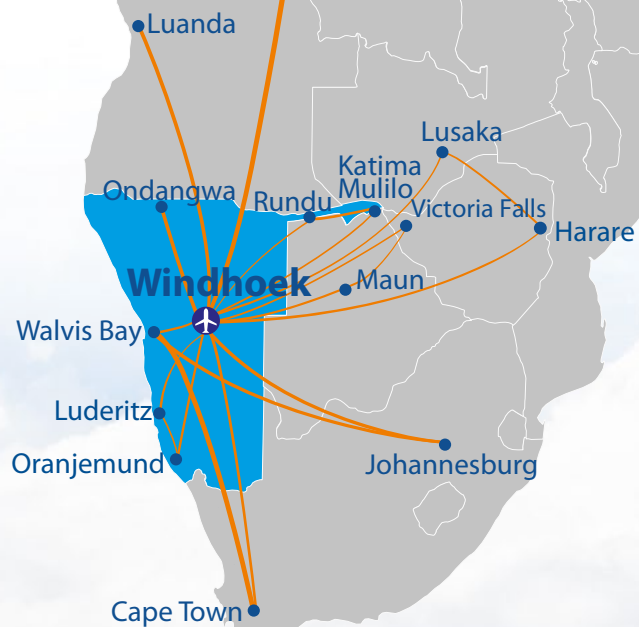 Luanda
Lusaka
Katima
Mulilo
Ondangwa
Rundu
Victoria Falls
Harare
Windhoek
Maun
Walvis Bay
Luderitz
Oranjemund
Johannesburg
Cape Town